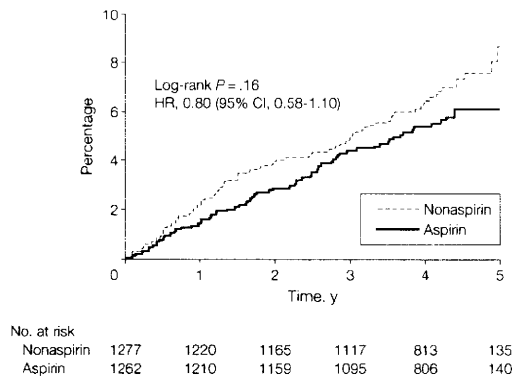 10
8
6
4
2
0
Percentage
Log-rank P = .16
HR, 0.80 (95% CI, 0.58-1.10)
Nonaspirin
Aspirin
0 1 2 3 4 5
Time, y
No. at risk
Nonaspirin 1277 1220 1165 1117 813 135
Aspirin 1262 1210 1159 1095 806 140